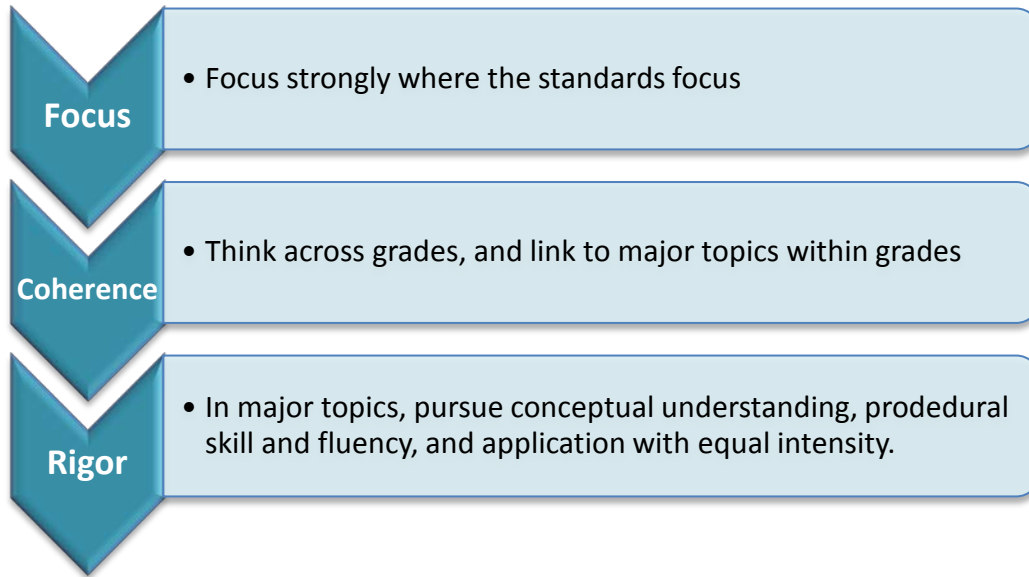 Focus
• Focus strongly where the standards focus
Coherence
• Think across grades, and link to major topics within grades
Rigor
• In major topics, pursue conceptual understanding, prodedural
skill and fluency, and application with equal intensity.